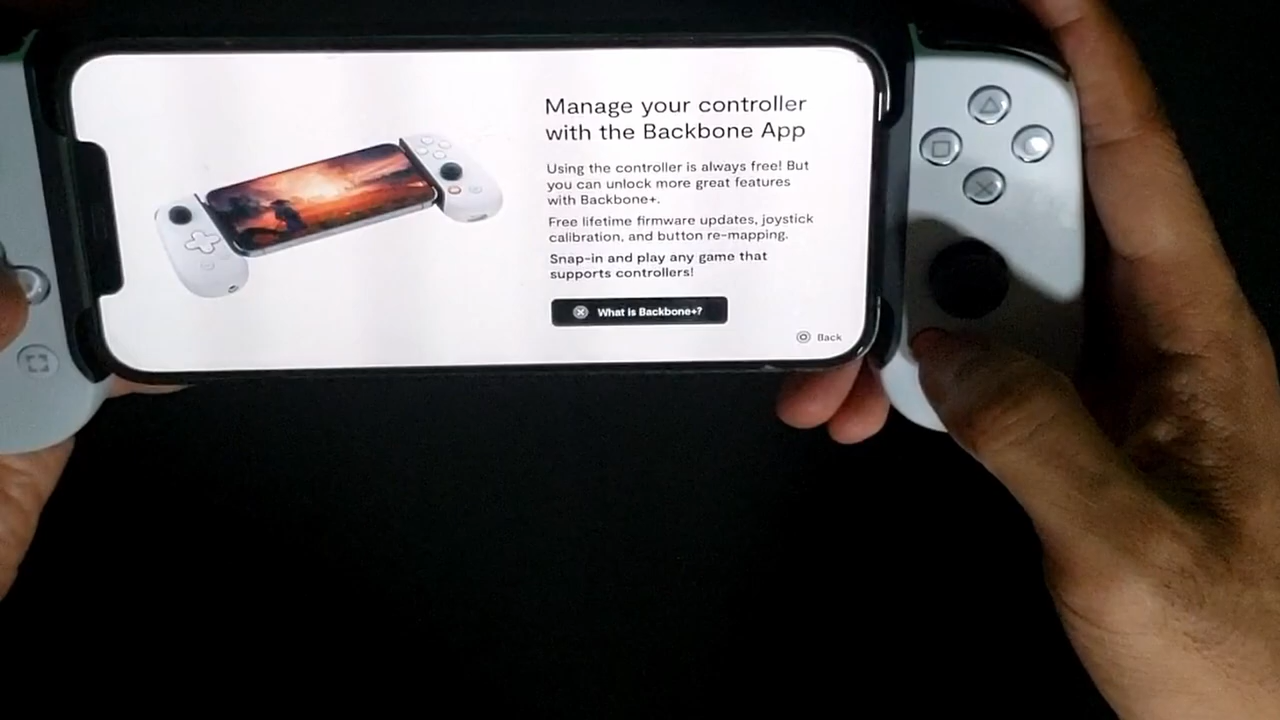 Manage your controller
with the Backbone App
Using the controller is always free! But
you can unlock more great features
with Backbone+.
Free lifetime firmware updates, joystick
calibration, and button re-mapping.
Snap-in and play any game that
supports controllers!
What is Backbone+?
Back